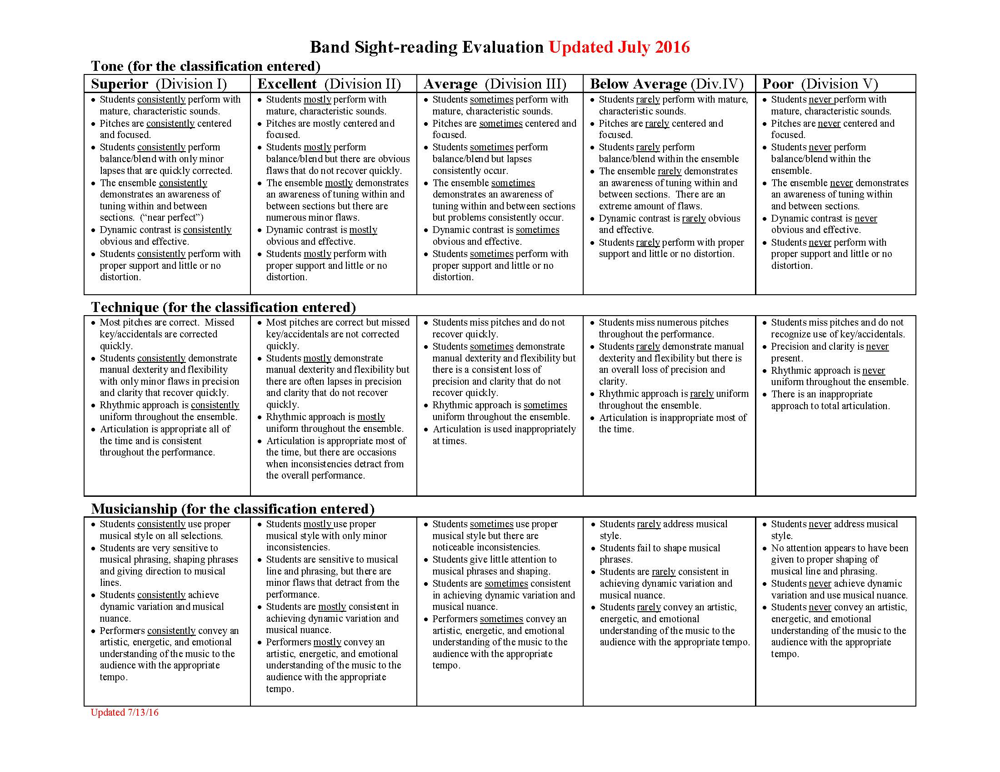 Band Sight-reading Evaluation Updated July 2016
Tone (for the classification entered)
Superior (Division I)
• Students consistently perform with
mature, characteristic sounds.
• Pitches are consistently centered
and focused.
• Students consistently perform
balance/blend with only minor
lapses that are quickly corrected.
• The ensemble consistently
demonstrates an awareness of
tuning within and between
sections. (“near perfect”)
• Dynamic contrast is consistently
obvious and effective.
• Students consistently perform with
proper support and little or no
distortion.
Excellent (Division II)
• Students mostly perform with
mature, characteristic sounds.
• Pitches are mostly centered and
focused.
• Students mostly perform
balance/blend but there are obvious
flaws that do not recover quickly.
• The ensemble mostly demonstrates
an awareness of tuning within and
between sections but there are
numerous minor flaws.
• Dynamic contrast is mostly
obvious and effective.
• Students mostly perform with
proper support and little or no
distortion.
Average (Division III)
• Students sometimes perform with
mature, characteristic sounds.
• Pitches are sometimes centered and
focused.
• Students sometimes perform
balance/blend but lapses
consistently occur.
• The ensemble sometimes
demonstrates an awareness of
tuning within and between sections
but problems consistently occur.
• Dynamic contrast is sometimes
obvious and effective.
• Students sometimes perform with
proper support and little or no
distortion.
Below Average (Div.IV)
• Students rarely perform with mature,
characteristic sounds.
• Pitches are rarely centered and
focused.
• Students rarely perform
balance/blend within the ensemble
• The ensemble rarely demonstrates
an awareness of tuning within and
between sections. There are an
extreme amount of flaws.
• Dynamic contrast is rarely obvious
and effective.
• Students rarely perform with proper
support and little or no distortion.
Poor (Division V)
• Students never perform with
mature, characteristic sounds.
• Pitches are never centered and
focused.
• Students never perform
balance/blend within the
ensemble.
• The ensemble never demonstrates
an awareness of tuning within
and between sections.
• Dynamic contrast is never
obvious and effective.
• Students never perform with
proper support and little or no
distortion.
Technique (for the classification entered)
• Most pitches are correct. Missed
key/accidentals are corrected
quickly.
• Students consistently demonstrate
manual dexterity and flexibility
with only minor flaws in precision
and clarity that recover quickly.
• Rhythmic approach is consistently
uniform throughout the ensemble.
• Articulation is appropriate all of
the time and is consistent
throughout the performance.
• Most pitches are correct but missed
key/accidentals are not corrected
quickly.
• Students mostly demonstrate
manual dexterity and flexibility but
there are often lapses in precision
and clarity that do not recover
quickly.
• Rhythmic approach is mostly
uniform throughout the ensemble.
• Articulation is appropriate most of
the time, but there are occasions
when inconsistencies detract from
the overall performance.
• Students miss pitches and do not
recover quickly.
• Students sometimes demonstrate
manual dexterity and flexibility but
there is a consistent loss of
precision and clarity that do not
recover quickly.
• Rhythmic approach is sometimes
uniform throughout the ensemble.
• Articulation is used inappropriately
at times.
• Students miss numerous pitches
throughout the performance.
• Students rarely demonstrate manual
dexterity and flexibility but there is
an overall loss of precision and
clarity.
• Rhythmic approach is rarely uniform
throughout the ensemble.
• Articulation is inappropriate most of
the time.
• Students miss pitches and do not
recognize use of key/accidentals.
• Precision and clarity is never
present.
• Rhythmic approach is never
uniform throughout the ensemble.
• There is an inappropriate
approach to total articulation.
Musicianship (for the classification entered)
• Students consistently use proper
musical style on all selections.
• Students are very sensitive to
musical phrasing, shaping phrases
and giving direction to musical
lines.
• Students consistently achieve
dynamic variation and musical
nuance.
• Performers consistently convey an
artistic, energetic, and emotional
understanding of the music to the
audience with the appropriate
tempo.
• Students mostly use proper
musical style with only minor
inconsistencies.
• Students are sensitive to musical
line and phrasing, but there are
minor flaws that detract from the
performance.
• Students are mostly consistent in
achieving dynamic variation and
musical nuance.
• Performers mostly convey an
artistic, energetic, and emotional
understanding of the music to the
audience with the appropriate
tempo.
• Students sometimes use proper
musical style but there are
noticeable inconsistencies.
• Students give little attention to
musical phrases and shaping.
• Students are sometimes consistent
in achieving dynamic variation and
musical nuance.
• Performers sometimes convey an
artistic, energetic, and emotional
understanding of the music to the
audience with the appropriate
tempo.
• Students rarely address musical
style.
• Students fail to shape musical
phrases.
• Students are rarely consistent in
achieving dynamic variation and
musical nuance.
• Students rarely convey an artistic,
energetic, and emotional
understanding of the music to the
audience with the appropriate tempo.
• Students never address musical
style.
• No attention appears to have been
given to proper shaping of
musical line and phrasing.
• Students never achieve dynamic
variation and use musical nuance.
• Students never convey an artistic,
energetic, and emotional
understanding of the music to the
audience with the appropriate
tempo.
Updated 7/13/16